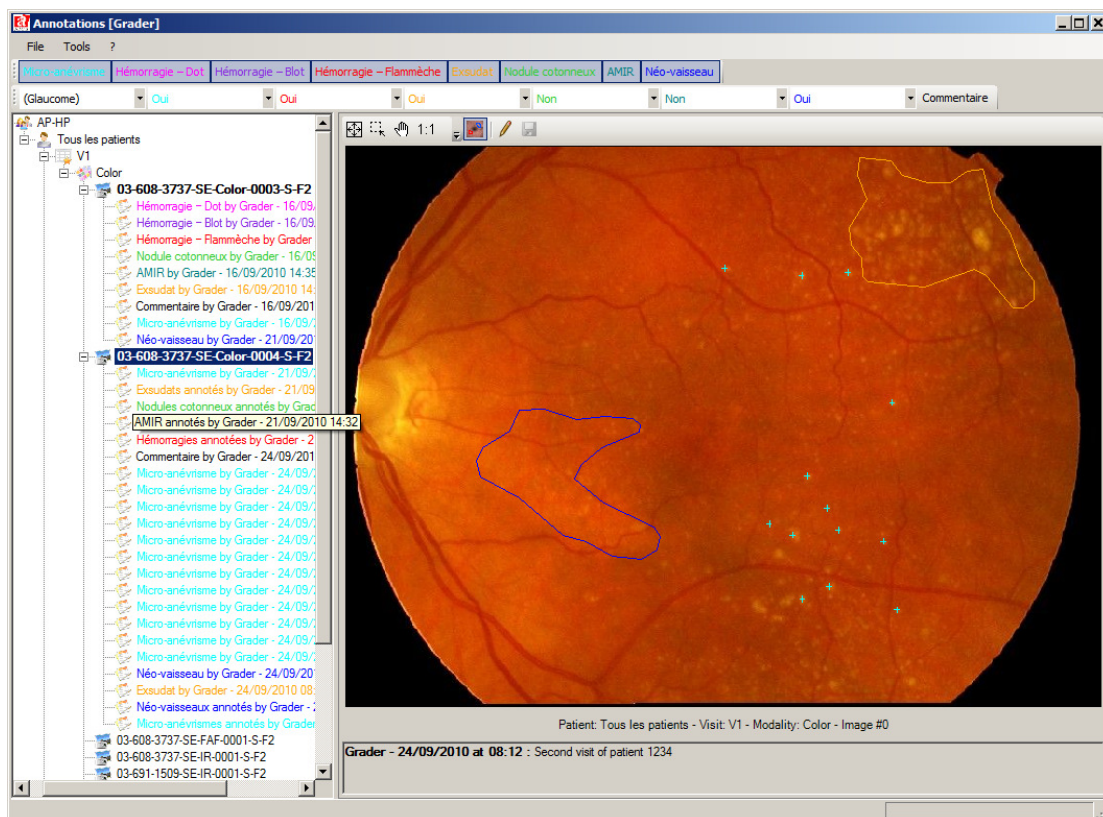 Annotations [Grader]
File Tools ?
Micro-anévrisme Hémorragie – Dot Hémorragie – Blot Hémorragie – Flammèche Exsudat Nodule cotonneux AMIR Néo-vaisseau
(Glaucome) Oui Oui Oui Non Non Oui Commentaire
AP-HP
1:1
Tous les patients
V1
Color
03-608-3737-SE-Color-0003-S-F2
Hémorragie – Dot by Grader - 16/09/
Hémorragie – Blot by Grader - 16/09
Hémorragie – Flammèche by Grader
Nodule cotonneux by Grader - 16/09
AMIR by Grader - 16/09/2010 14:35
Exsudat by Grader - 16/09/2010 14:
Commentaire by Grader - 16/09/201
Micro-anévrisme by Grader - 16/09/
Néo-vaisseau by Grader - 21/09/20
03-608-3737-SE-Color-0004-S-F2
Micro-anévrisme by Grader - 21/09/
Exsudats annotés by Grader - 21/09
Nodules cotonneux annotés by Grad
AMIR annotés by Grader - 21/09/2010 14:32
Hémorragies annotées by Grader - 2
Commentaire by Grader - 24/09/201
Micro-anévrisme by Grader - 24/09/
Micro-anévrisme by Grader - 24/09/
Micro-anévrisme by Grader - 24/09/
Micro-anévrisme by Grader - 24/09/
Micro-anévrisme by Grader - 24/09/
Micro-anévrisme by Grader - 24/09/
Micro-anévrisme by Grader - 24/09/
Micro-anévrisme by Grader - 24/09/
Micro-anévrisme by Grader - 24/09/
Micro-anévrisme by Grader - 24/09/
Micro-anévrisme by Grader - 24/09/
Micro-anévrisme by Grader - 24/09/
Néo-vaisseau by Grader - 24/09/20
Exsudat by Grader - 24/09/2010 08:
Néo-vaisseaux annotés by Grader - 2
Micro-anévrismes annotés by Grader
03-608-3737-SE-FAF-0001-S-F2
03-608-3737-SE-IR-0001-S-F2
03-691-1509-SE-IR-0001-S-F2
Patient: Tous les patients - Visit: V1 - Modality: Color - Image #0
Grader - 24/09/2010 at 08:12 : Second visit of patient 1234